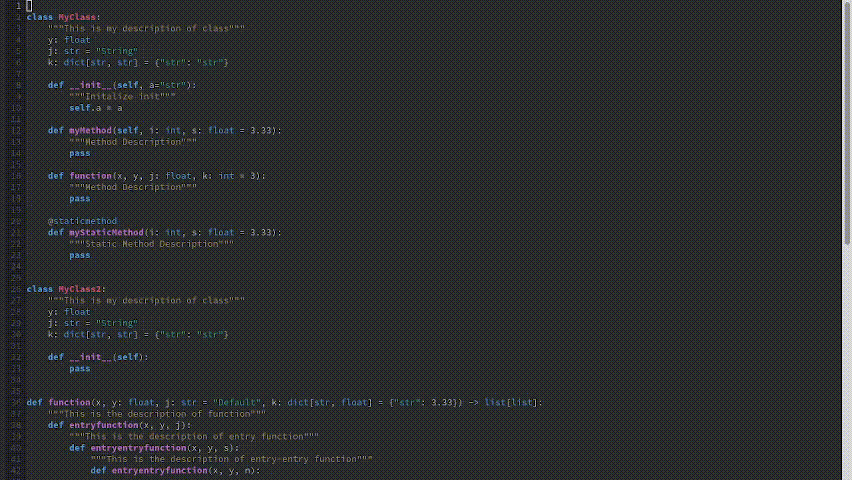 1
2 class MyClass:
3     """This is my description of class"""
4     y: float
5     j: str = "String"
6     k: dict[str, str] = {"str": "str"}
7
8     def __init__(self, a="str"):
9         """Initalize init"""
10         self.a = a
11
12     def myMethod(self, i: int, s: float = 3.33):
13         """Method Description"""
14         pass
15
16     def function(x, y, j: float, k: int = 3):
17         """Method Description"""
18         pass
19
20     @staticmethod
21     def myStaticMethod(i: int, s: float = 3.33):
22         """Static Method Description"""
23         pass
24
25
26 class MyClass2:
27     """This is my description of class"""
28     y: float
29     j: str = "String"
30     k: dict[str, str] = {"str": "str"}
31
32     def __init__(self):
33         pass
34
35
36 def function(x, y: float, j: str = "Default", k: dict[str, float] = {"str": 3.33}) -> list[list]:
37     """This is the description of function"""
38     def entryfunction(x, y, j):
39         """This is the description of entry function"""
40         def entryentryfunction(x, y, s):
41             """This is the description of entry-entry function"""
42             def entryentryfunction(x, y, n):